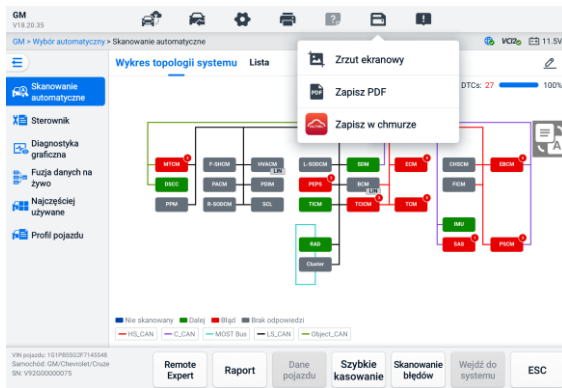 GM
V18.20.35
GM > Wybór automatyczny > Skanowanie automatyczne
VCI 11.5V
Wykres topologii systemu Lista
DTCs: 27 100%
Zrzut ekranowy
PDF Zapisz PDF
Zapisz w chmurze
Skanowanie
automatyczne
Sterownik
Diagnostyka
graficzna
Fuzja danych na
żywo
Najczęściej
używane
Profil pojazdu
MTCM F-SHCM HVACM L-SODCM SDM ECM CHSCM EBCM
LIN
DSCC PACM PDIM PEPS BCM FICM
LIN
PPM R-SODCM SCL TICM TCICM TCM
IMU
RAD SAS PSCM
Cluster
Nie skanowany Dalej Błąd Brak odpowiedzi
HS_CAN C_CAN MOST Bus LS_CAN Object_CAN
VIN pojazdu: 1G1PB5SG2F7145548
Samochód: GM/Chevrolet/Cruze
SN: V92G00000075
Remote
Expert
Raport
Dane
pojazdu
Szybkie
kasowanie
Skanowanie
błędów
Wejdź do
systemu
ESC